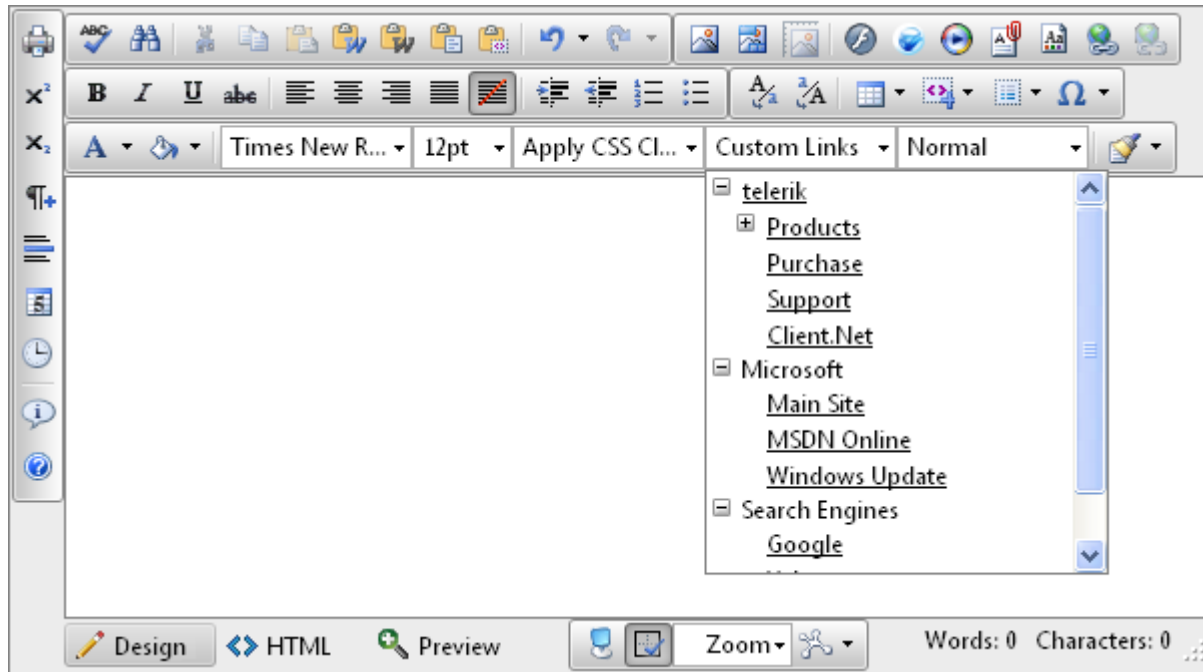 B I U abc
Times New R... 12pt Apply CSS Cl... Custom Links Normal
telerik
Products
Purchase
Support
Client.Net
Microsoft
Main Site
MSDN Online
Windows Update
Search Engines
Google
Design HTML Preview Zoom Words: 0 Characters: 0